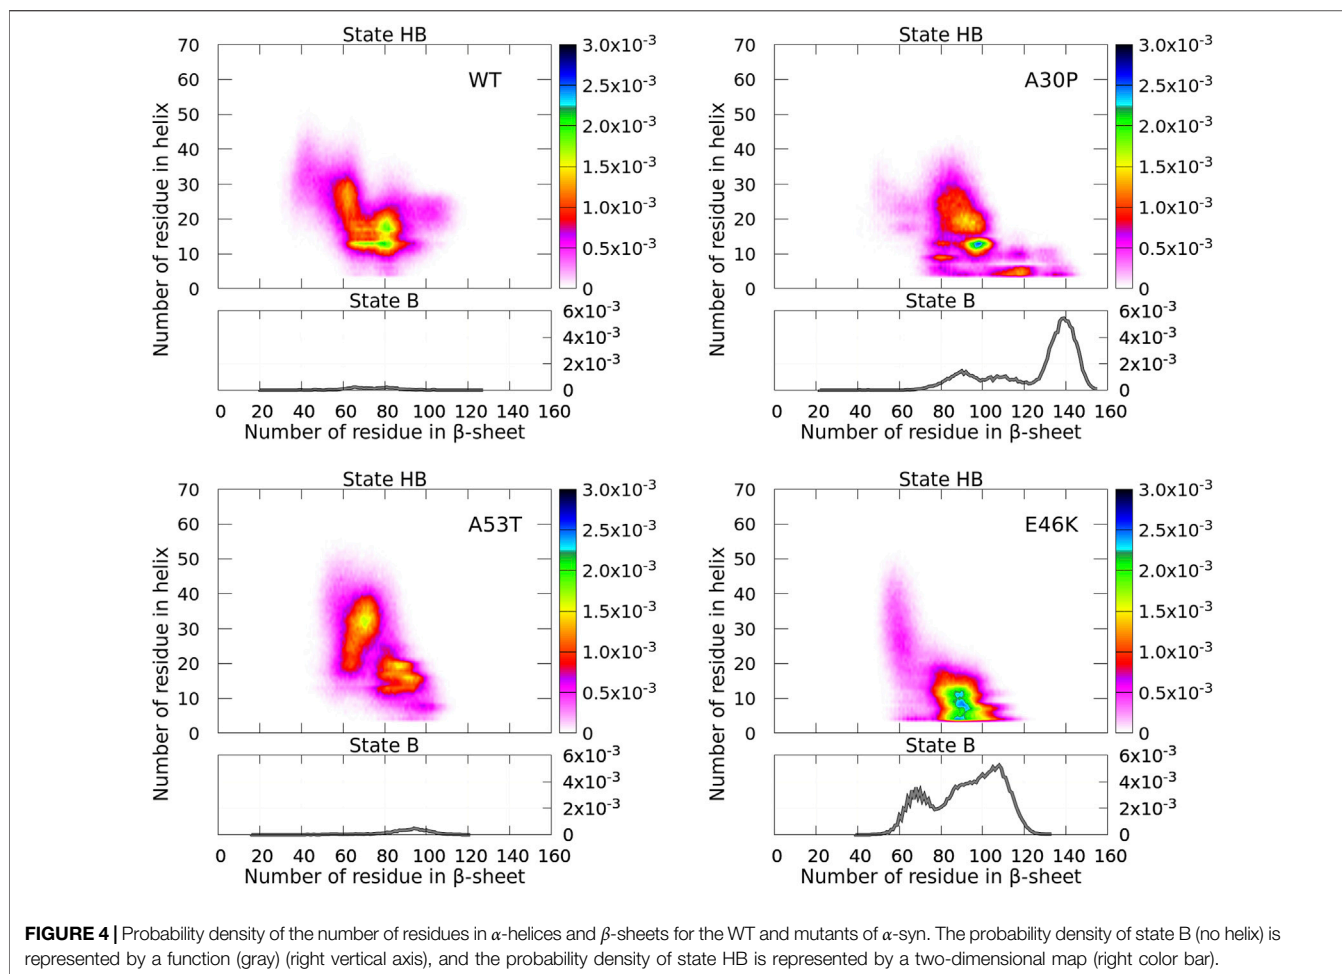 State HB
70
60
50
40
30
20
10
0
Number of residue in helix
WT
3.0x10⁻³
2.5x10⁻³
2.0x10⁻³
1.5x10⁻³
1.0x10⁻³
0.5x10⁻³
0
State B
6x10⁻³
4x10⁻³
2x10⁻³
0
0 20 40 60 80 100 120 140 160
Number of residue in β-sheet
State HB
70
60
50
40
30
20
10
0
Number of residue in helix
A30P
3.0x10⁻³
2.5x10⁻³
2.0x10⁻³
1.5x10⁻³
1.0x10⁻³
0.5x10⁻³
0
State B
6x10⁻³
4x10⁻³
2x10⁻³
0
0 20 40 60 80 100 120 140 160
Number of residue in β-sheet
State HB
70
60
50
40
30
20
10
0
Number of residue in helix
A53T
3.0x10⁻³
2.5x10⁻³
2.0x10⁻³
1.5x10⁻³
1.0x10⁻³
0.5x10⁻³
0
State B
6x10⁻³
4x10⁻³
2x10⁻³
0
0 20 40 60 80 100 120 140 160
Number of residue in β-sheet
State HB
70
60
50
40
30
20
10
0
Number of residue in helix
E46K
3.0x10⁻³
2.5x10⁻³
2.0x10⁻³
1.5x10⁻³
1.0x10⁻³
0.5x10⁻³
0
State B
6x10⁻³
4x10⁻³
2x10⁻³
0
0 20 40 60 80 100 120 140 160
Number of residue in β-sheet
FIGURE 4 | Probability density of the number of residues in α-helices and β-sheets for the WT and mutants of α-syn. The probability density of state B (no helix) is
represented by a function (gray) (right vertical axis), and the probability density of state HB is represented by a two-dimensional map (right color bar).